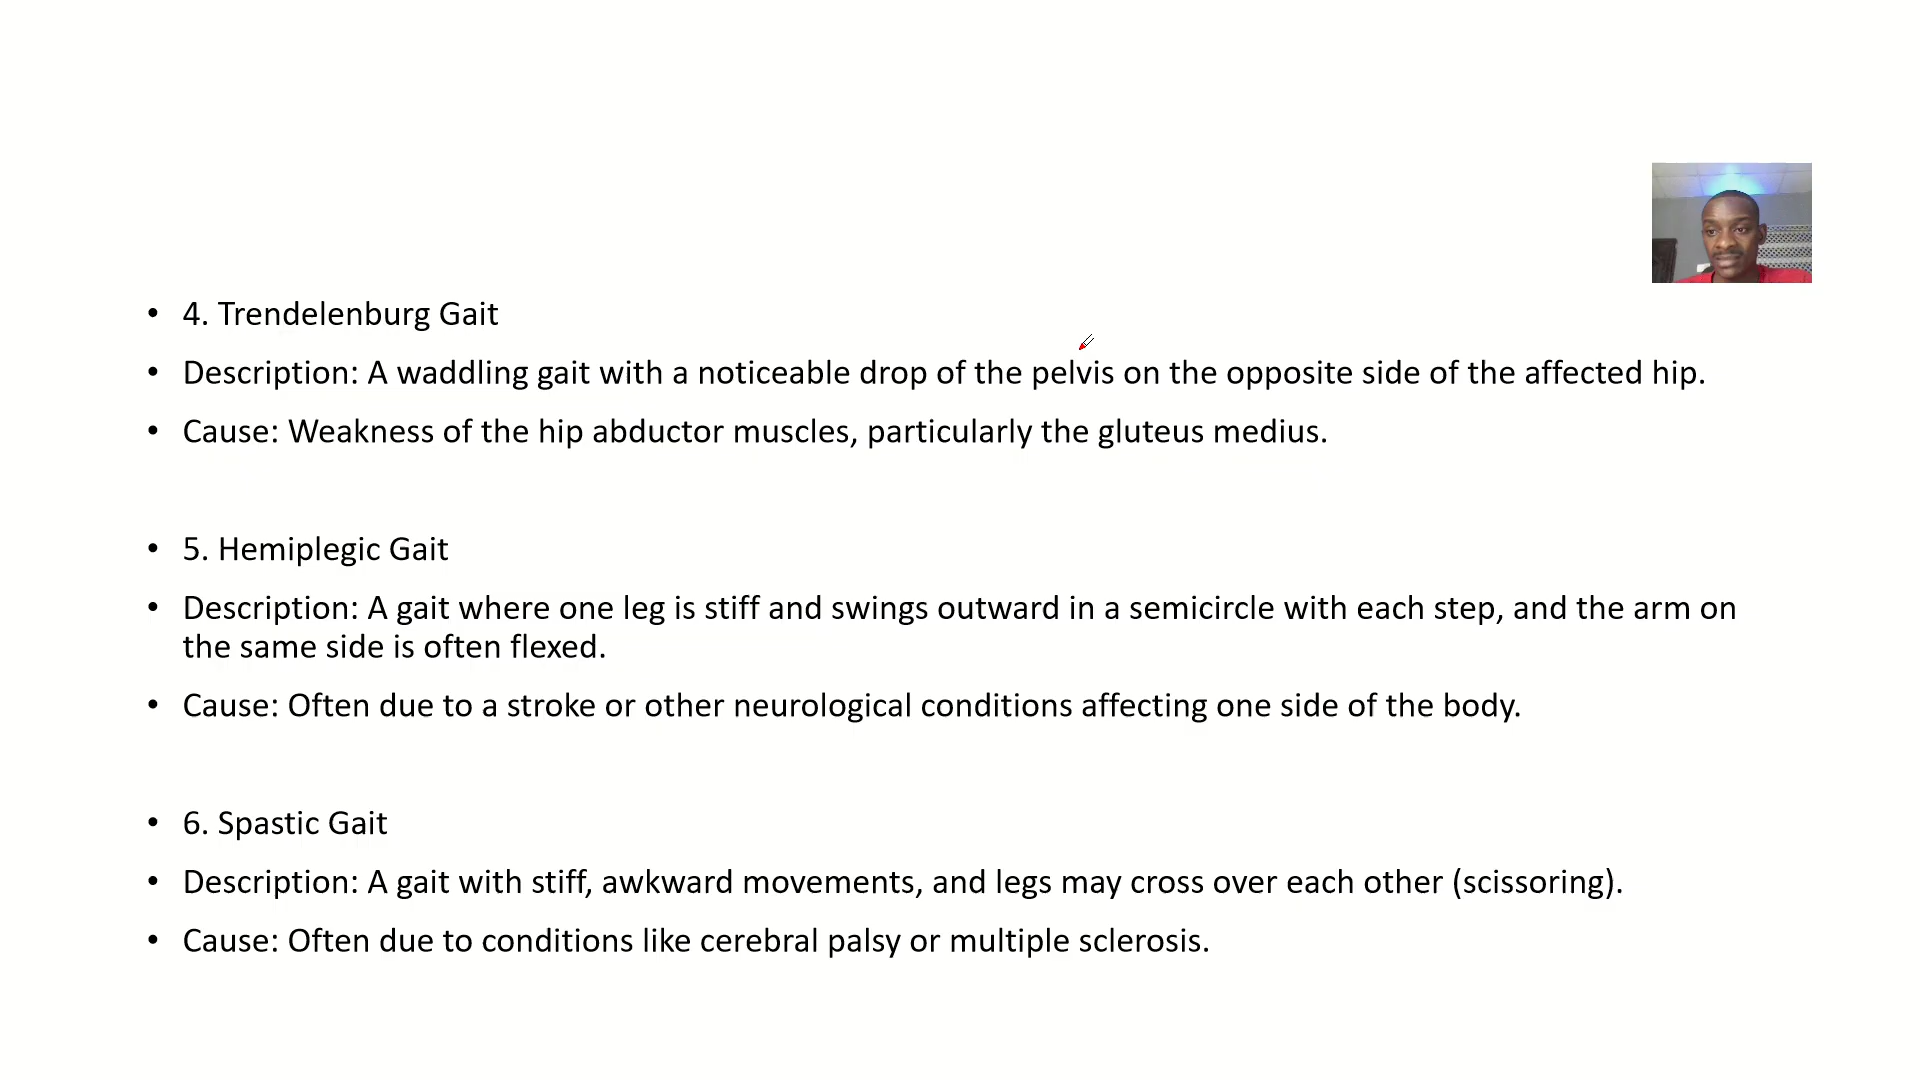 • 4. Trendelenburg Gait
• Description: A waddling gait with a noticeable drop of the pelvis on the opposite side of the affected hip.
• Cause: Weakness of the hip abductor muscles, particularly the gluteus medius.
• 5. Hemiplegic Gait
• Description: A gait where one leg is stiff and swings outward in a semicircle with each step, and the arm on
the same side is often flexed.
• Cause: Often due to a stroke or other neurological conditions affecting one side of the body.
• 6. Spastic Gait
• Description: A gait with stiff, awkward movements, and legs may cross over each other (scissoring).
• Cause: Often due to conditions like cerebral palsy or multiple sclerosis.